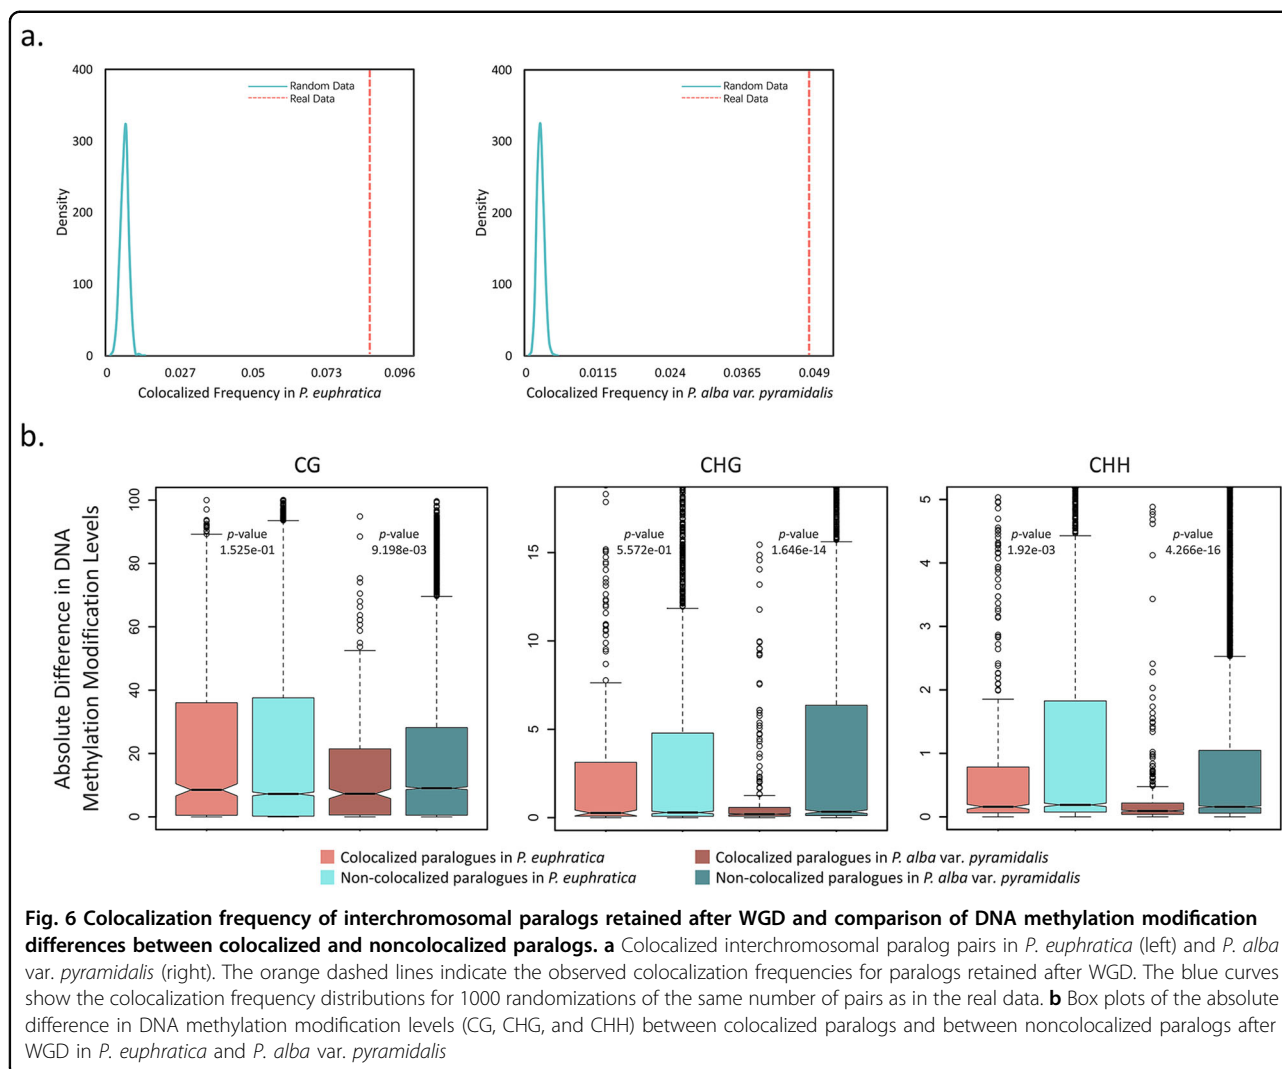 a.
400
300
200
100
0
Density
Random Data
Real Data
0 0.027 0.05 0.073 0.096
Colocalized Frequency in P. euphratica
400
300
200
100
0
Density
Random Data
Real Data
0 0.0115 0.024 0.0365 0.049
Colocalized Frequency in P. alba var. pyramidalis
b.
Absolute Difference in DNA
Methylation Modification Levels
CG
100
80
60
40
20
0
p-value
1.525e-01
p-value
9.198e-03
CHG
15
10
5
0
p-value
5.572e-01
p-value
1.646e-14
CHH
5
4
3
2
1
0
p-value
1.92e-03
p-value
4.266e-16
Colocalized paralogues in P. euphratica
Non-colocalized paralogues in P. euphratica
Colocalized paralogues in P. alba var. pyramidalis
Non-colocalized paralogues in P. alba var. pyramidalis
Fig. 6 Colocalization frequency of interchromosomal paralogs retained after WGD and comparison of DNA methylation modification
differences between colocalized and noncolocalized paralogs. a Colocalized interchromosomal paralog pairs in P. euphratica (left) and P. alba
var. pyramidalis (right). The orange dashed lines indicate the observed colocalization frequencies for paralogs retained after WGD. The blue curves
show the colocalization frequency distributions for 1000 randomizations of the same number of pairs as in the real data. b Box plots of the absolute
difference in DNA methylation modification levels (CG, CHG, and CHH) between colocalized paralogs and between noncolocalized paralogs after
WGD in P. euphratica and P. alba var. pyramidalis